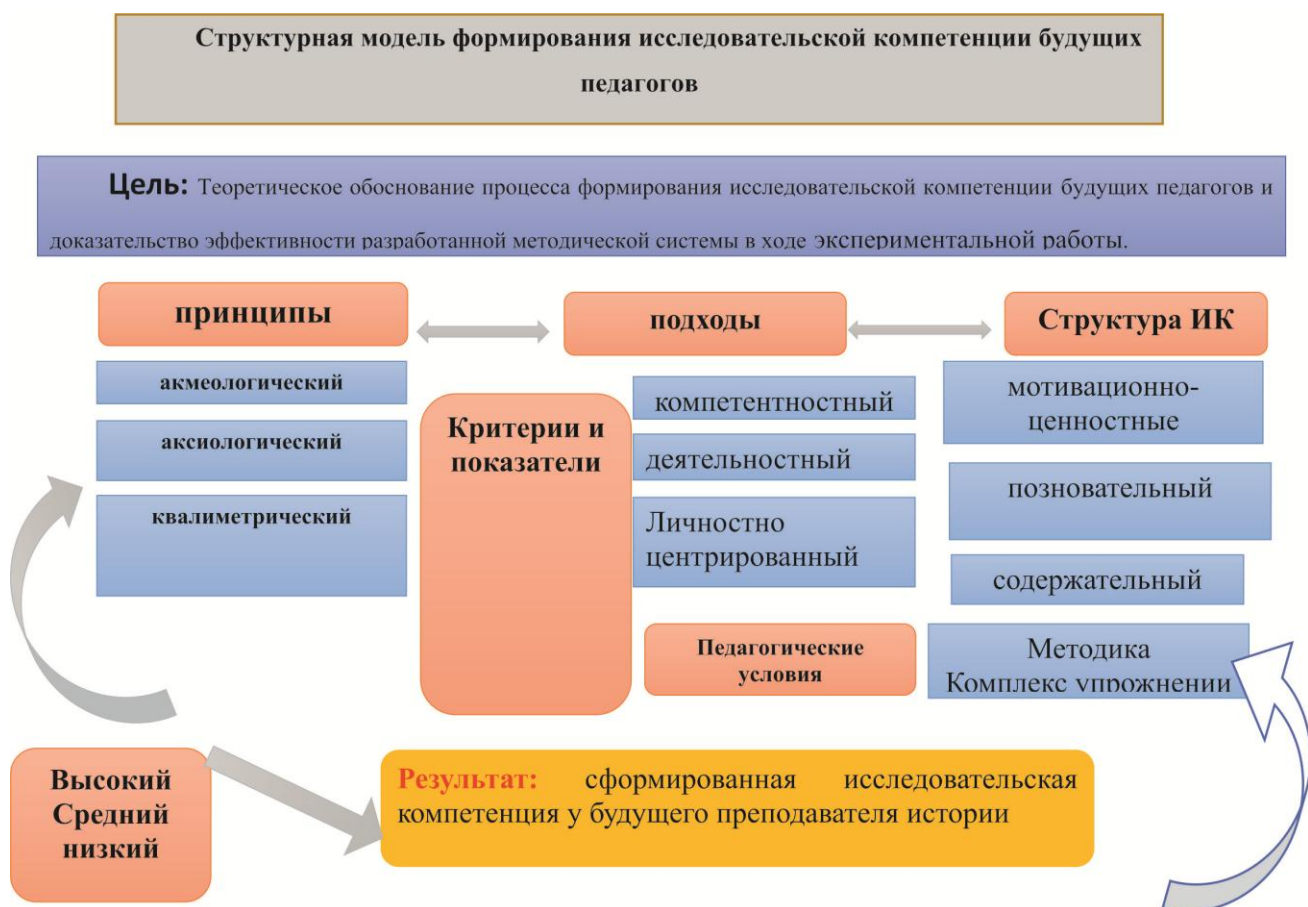 Структурная модель формирования исследовательской компетенции будущих
педагогов
Цель: Теоретическое обоснование процесса формирования исследовательской компетенции будущих педагогов и
доказательство эффективности разработанной методической системы в ходе экспериментальной работы.
принципы
подходы
Структура ИК
акмеологический
аксиологический
квалиметрический
Критерии и
показатели
компетентностный
деятельностный
Личностно
центрированный
Педагогические
условия
мотивационно-
ценностные
позновательный
содержательный
Методика
Комплекс упрожнении
Высокий
Средний
низкий
Результат: сформированная исследовательская
компетенция у будущего преподавателя истории